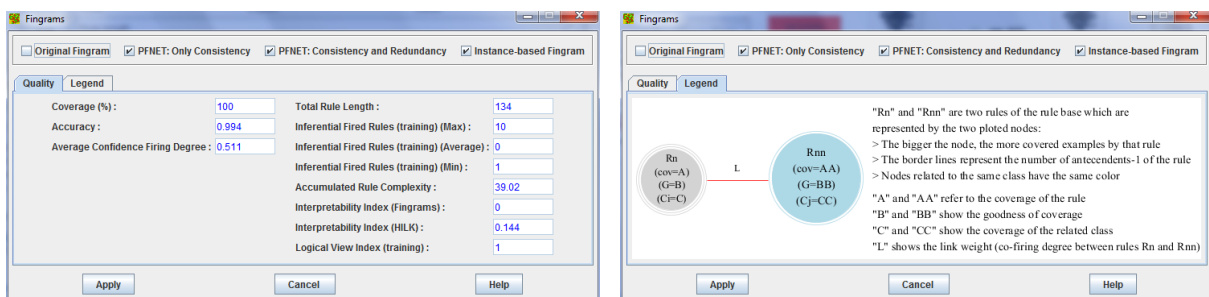 Fingrams
Original Fingram PFNET: Only Consistency PFNET: Consistency and Redundancy Instance-based Fingram
Quality Legend
Coverage (%) : 100 Total Rule Length : 134
Accuracy : 0.994 Inferential Fired Rules (training) (Max) : 10
Average Confidence Firing Degree : 0.511 Inferential Fired Rules (training) (Average) : 0
Inferential Fired Rules (training) (Min) : 1
Accumulated Rule Complexity : 39.02
Interpretability Index (Fingrams) : 0
Interpretability Index (HILK) : 0.144
Logical View Index (training) : 1
Apply Cancel Help
Fingrams
Original Fingram PFNET: Only Consistency PFNET: Consistency and Redundancy Instance-based Fingram
Quality Legend
Rn
(cov=A)
(G=B)
(Ci=C)
L
Rnn
(cov=AA)
(G=BB)
(Cj=CC)
"Rn" and "Rnn" are two rules of the rule base which are
represented by the two ploted nodes:
> The bigger the node, the more covered examples by that rule
> The border lines represent the number of antecendents-1 of the rule
> Nodes related to the same class have the same color
"A" and "AA" refer to the coverage of the rule
"B" and "BB" show the goodness of coverage
"C" and "CC" show the coverage of the related class
"L" shows the link weight (co-firing degree between rules Rn and Rnn)
Apply Cancel Help